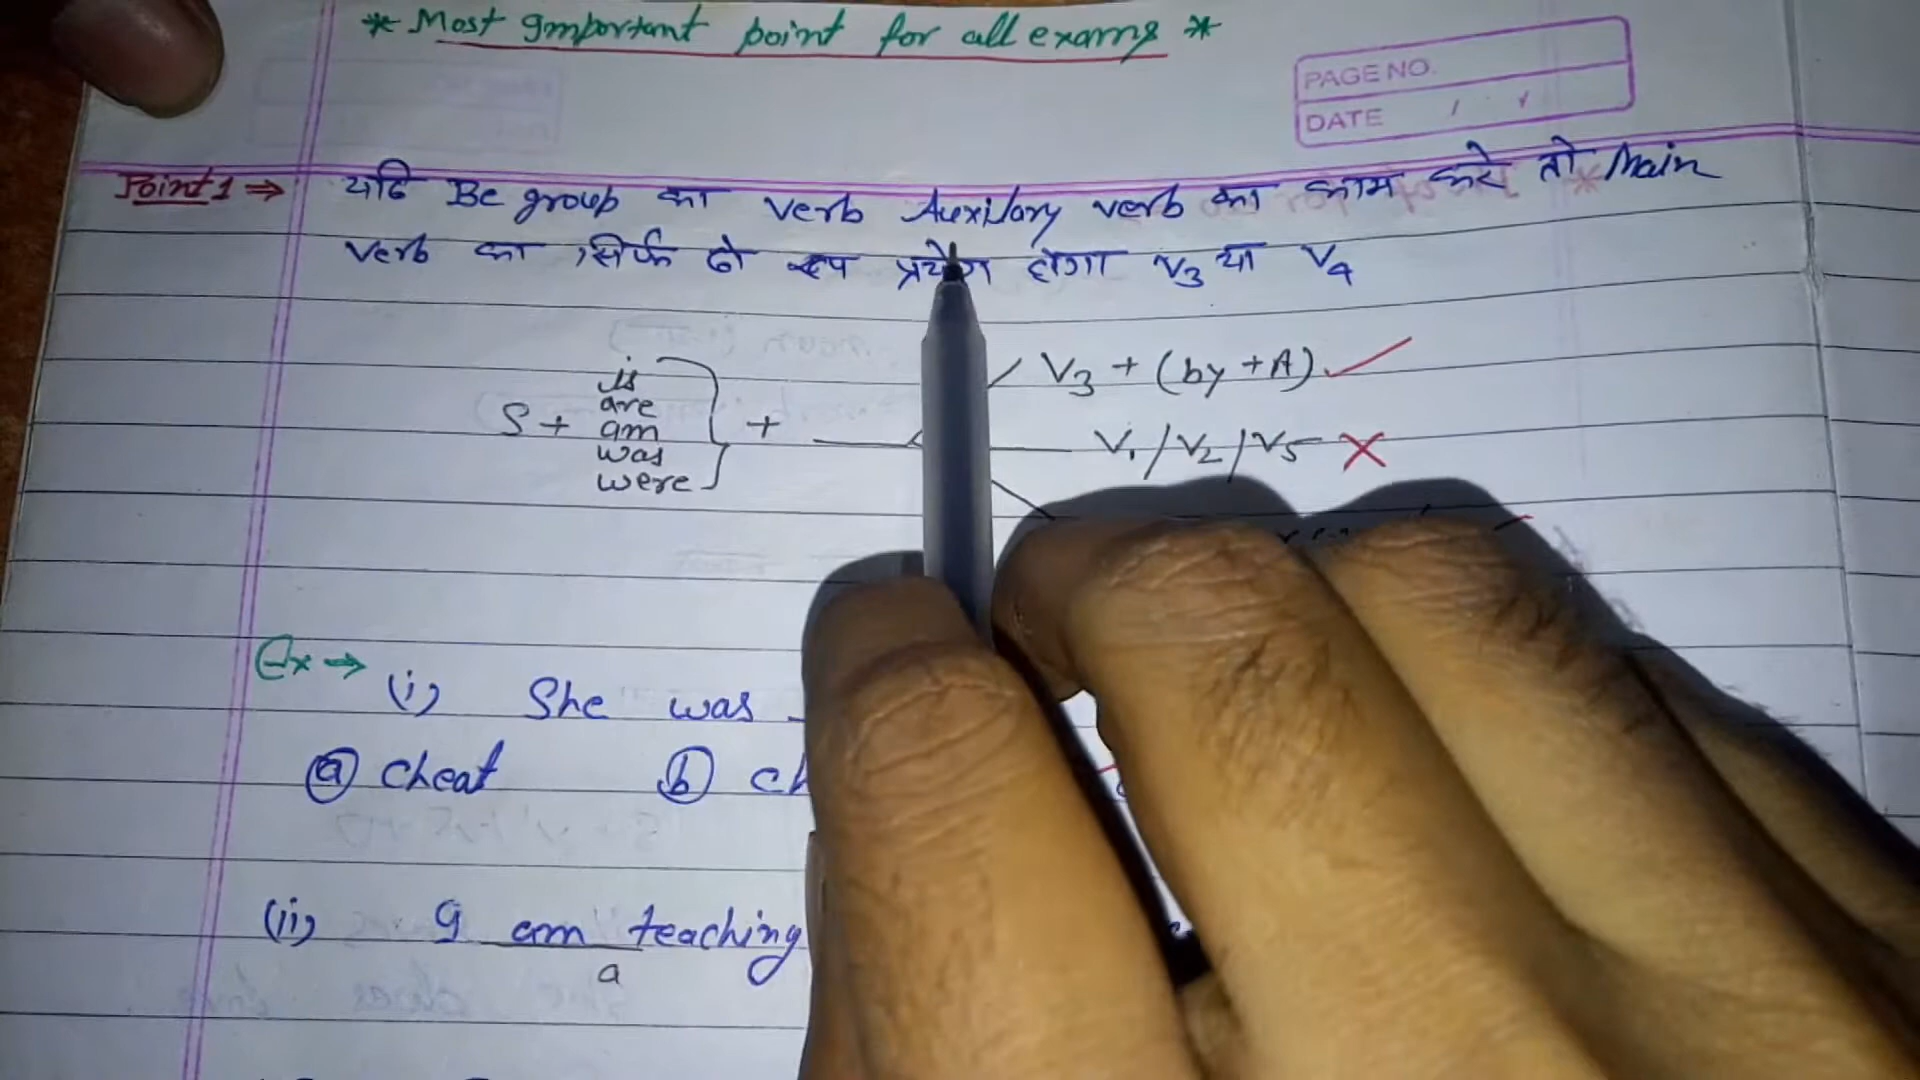 * Most Important point for all exams *
PAGE NO.
DATE / /
Point 1 ⇒ यदि Be group का verb Auxilary verb का काम करे तो Main
verb का सिर्फ दो रूप प्रयोग होगा V3 या V4
V3 + (by + A) ✓
is
are
S + am +
was
were
V1 / V2 / V5 ✗
Ex → (i) She was
(a) cheat (b) ch
(ii) I am teaching
a